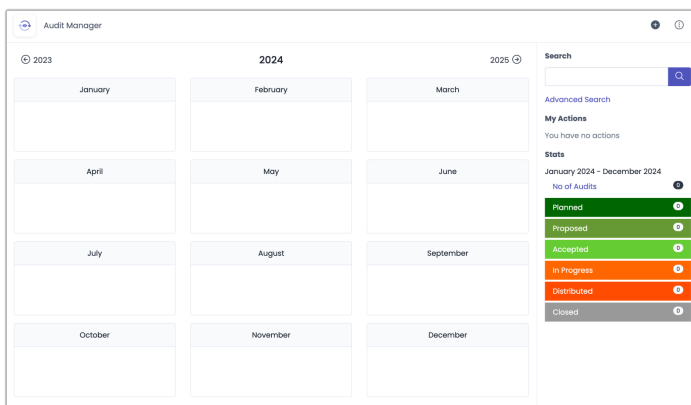 Audit Manager
2023
2024
2025
January
February
March
April
May
June
July
August
September
October
November
December
Search
Advanced Search
My Actions
You have no actions
Stats
January 2024 - December 2024
No of Audits 0
Planned 0
Proposed 0
Accepted 0
In Progress 0
Distributed 0
Closed 0